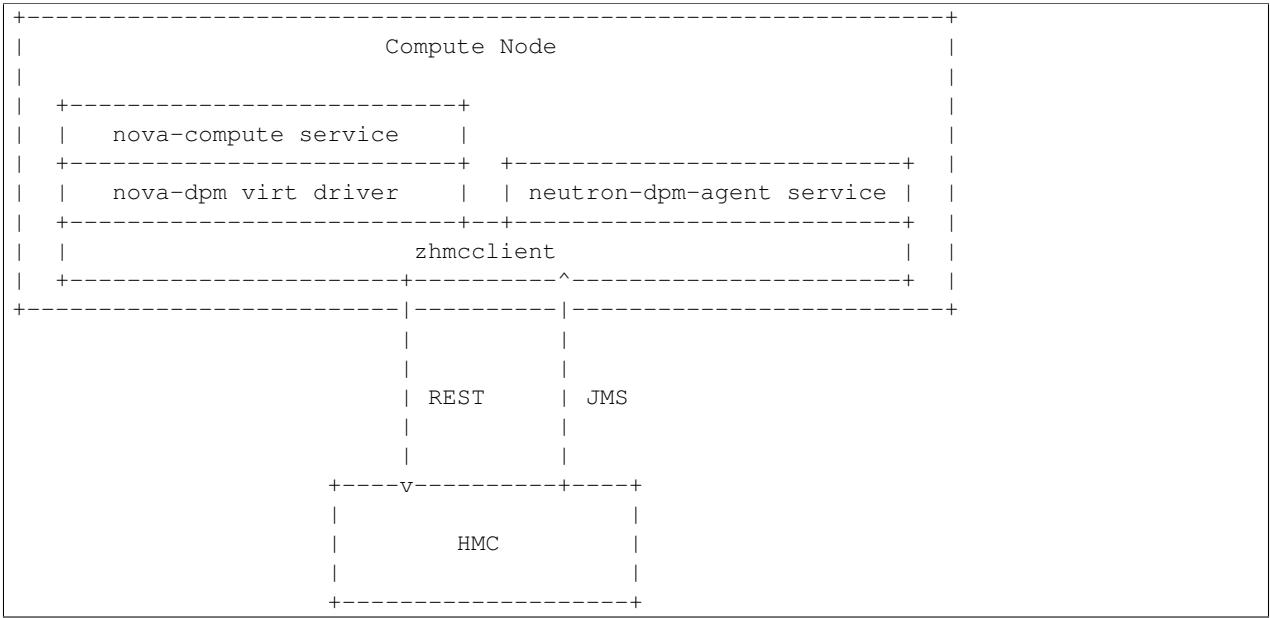 Compute Node
nova-compute service
nova-dpm virt driver
neutron-dpm-agent service
zhmcclient
REST
JMS
HMC